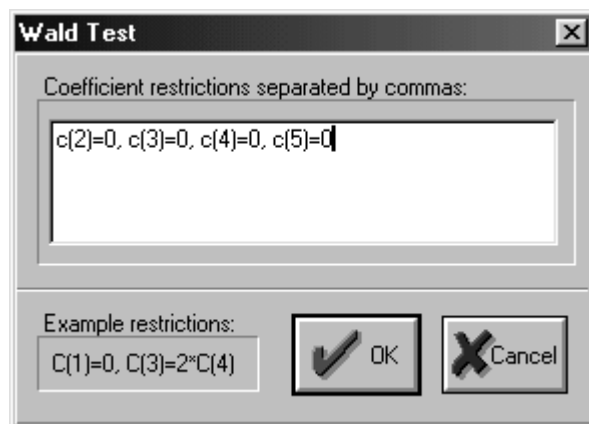 Wald Test
Coefficient restrictions separated by commas:
c(2)=0, c(3)=0, c(4)=0, c(5)=0
Example restrictions:
C(1)=0, C(3)=2*C(4)
OK
Cancel